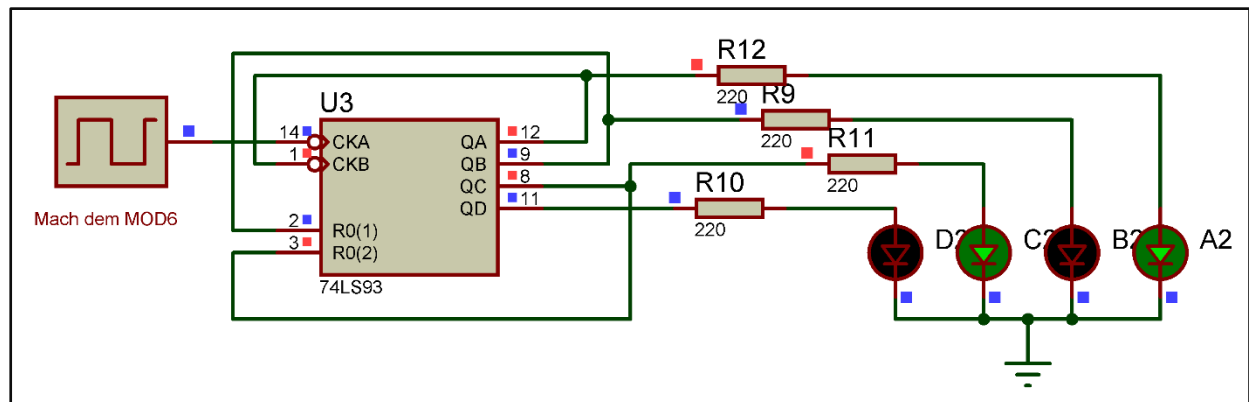 R12
220
R9
220
R11
220
R10
220
U3
14 CKA QA 12
1 CKB QB 9
QC 8
QD 11
2 R0(1)
3 R0(2)
74LS93
Mach dem MOD6
D2 C2 B2 A2